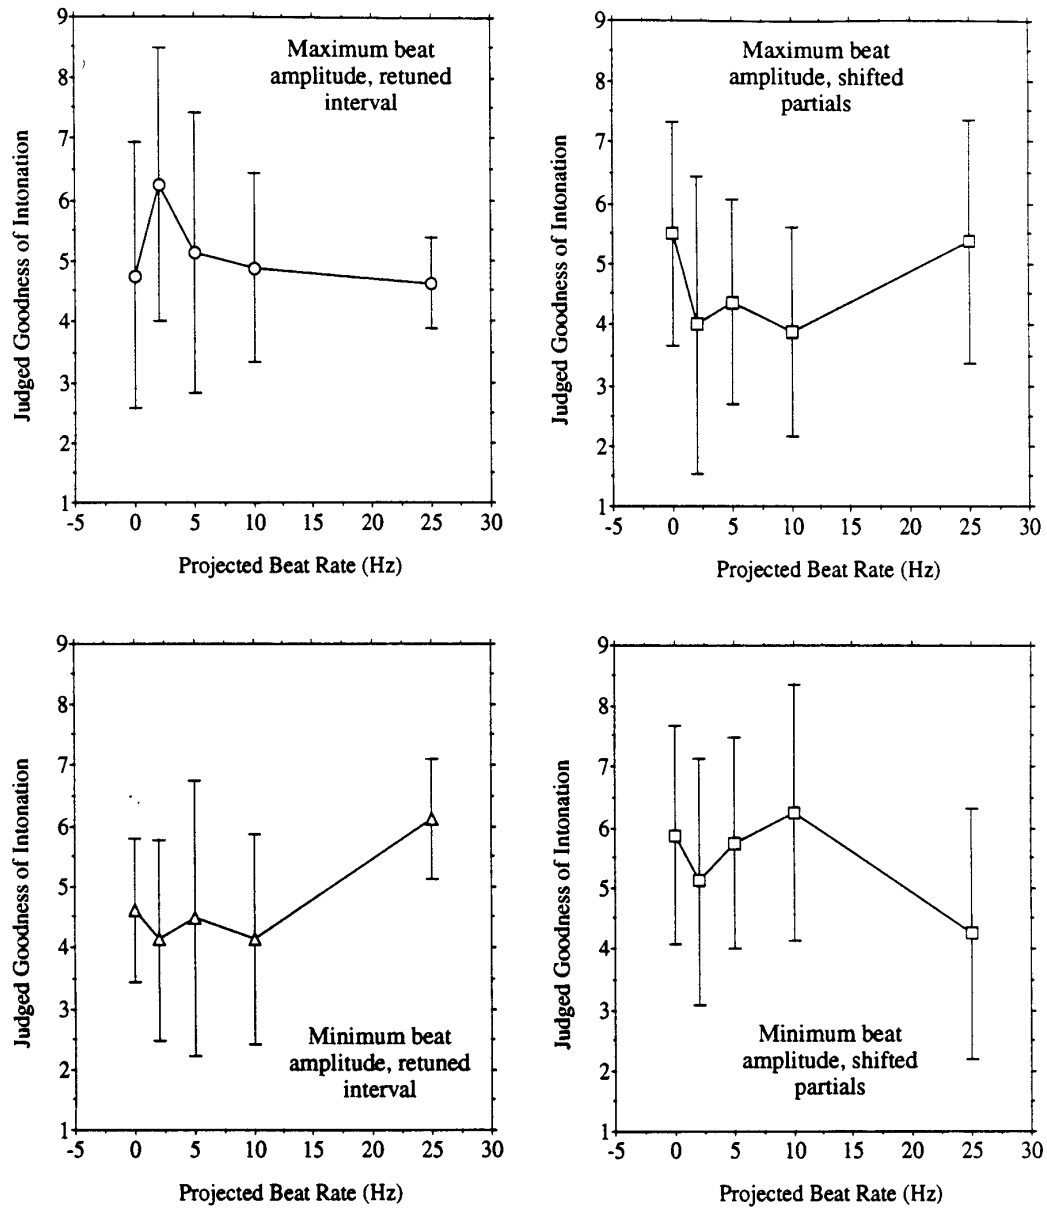 Maximum beat
amplitude, retuned
interval
Judged Goodness of Intonation
9
8
7
6
5
4
3
2
1
-5 0 5 10 15 20 25 30
Projected Beat Rate (Hz)
Maximum beat
amplitude, shifted
partials
Judged Goodness of Intonation
9
8
7
6
5
4
3
2
1
-5 0 5 10 15 20 25 30
Projected Beat Rate (Hz)
Minimum beat
amplitude, retuned
interval
Judged Goodness of Intonation
9
8
7
6
5
4
3
2
1
-5 0 5 10 15 20 25 30
Projected Beat Rate (Hz)
Minimum beat
amplitude, shifted
partials
Judged Goodness of Intonation
9
8
7
6
5
4
3
2
1
-5 0 5 10 15 20 25 30
Projected Beat Rate (Hz)